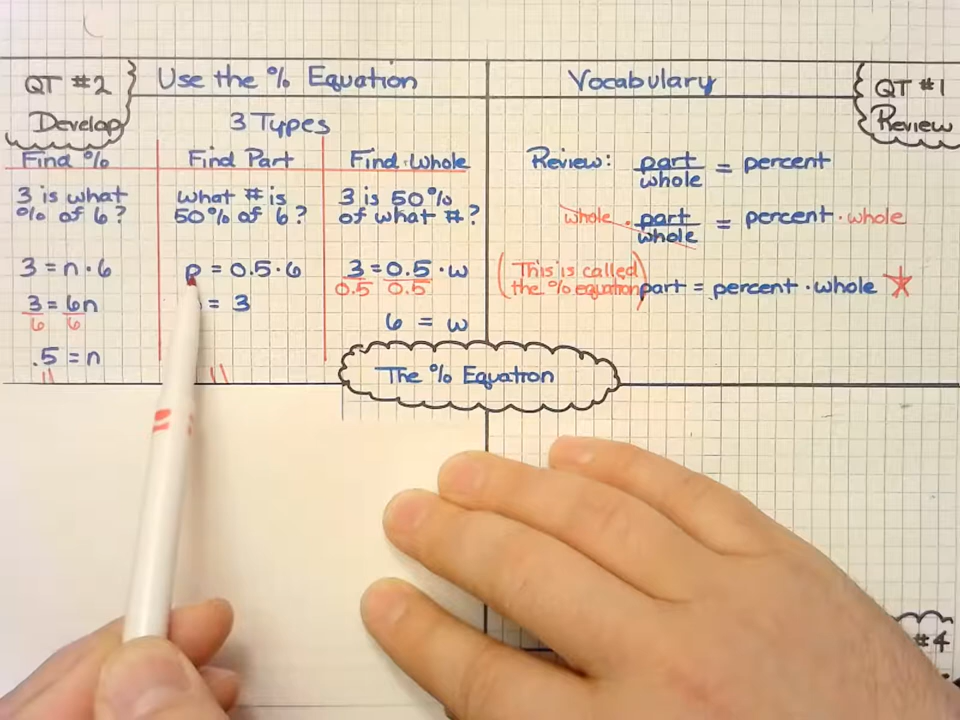 QT #2
Develop
Use the % Equation
3 Types
Find %
3 is what
% of 6?
3 = n · 6
3 = 6n
6 6
.5 = n
Find Part
What # is
50% of 6?
p = 0.5 · 6
= 3
Find Whole
3 is 50%
of what #?
3 = 0.5 · w
0.5 0.5
6 = w
Vocabulary
QT #1
Review
Review: part = percent
whole
whole · part = percent · whole
whole
(This is called
the % equation)
part = percent · whole
The % Equation
#4